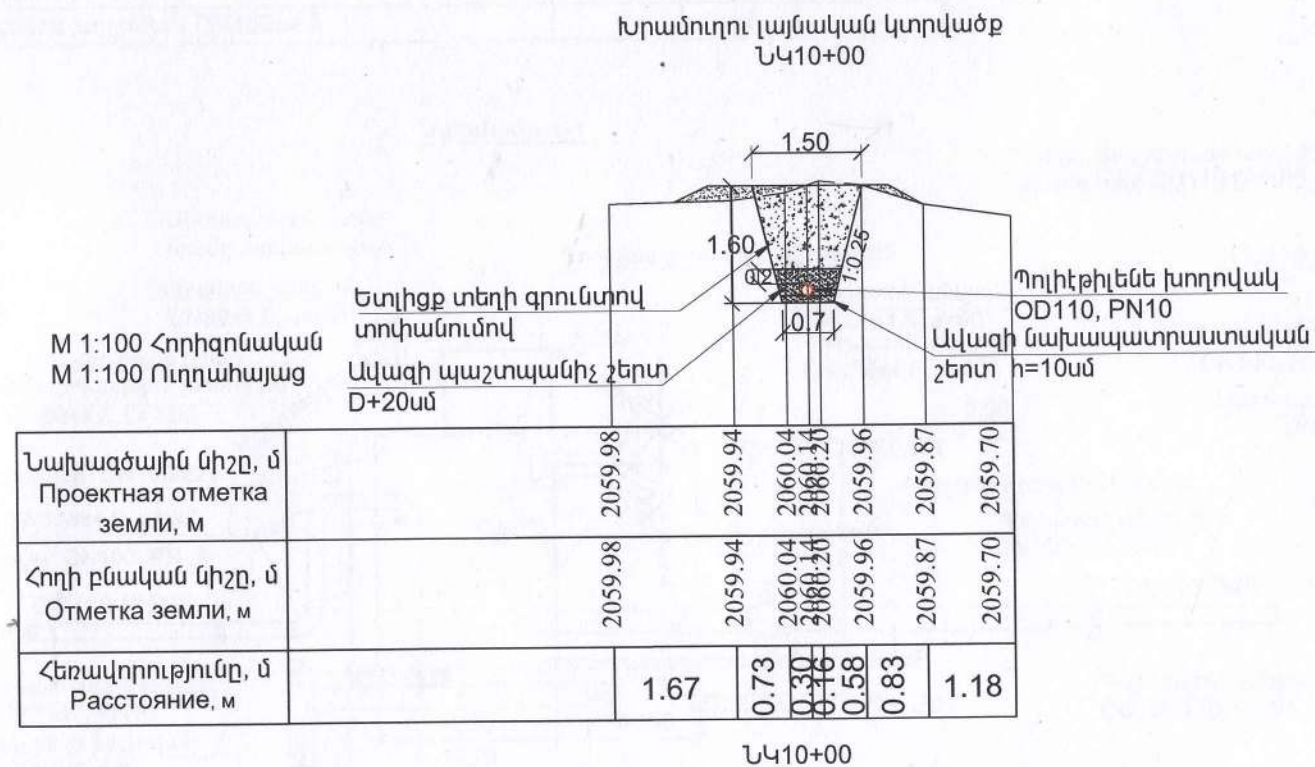 Խրամուղու լայնական կտրվածք
ՆԿ10+00
1.50
1.60
0.2
1:0.25
0.7
Ետլիցք տեղի գրունտով
տոփանումով
Ավազի պաշտպանիչ շերտ
D+20սմ
Պոլիէթիլենե խողովակ
OD110, PN10
Ավազի նախապատրաստական
շերտ h=10սմ
M 1:100 Հորիզոնական
M 1:100 Ուղղահայաց
Նախագծային նիշը, մ
Проектная отметка
земли, м
2059.98 2059.94 2060.04 2060.14 2060.20 2059.96 2059.87 2059.70
Հողի բնական նիշը, մ
Отметка земли, м
2059.98 2059.94 2060.04 2060.14 2060.20 2059.96 2059.87 2059.70
Հեռավորությունը, մ
Расстояние, м
1.67 0.73 0.30 0.16 0.58 0.83 1.18
ՆԿ10+00